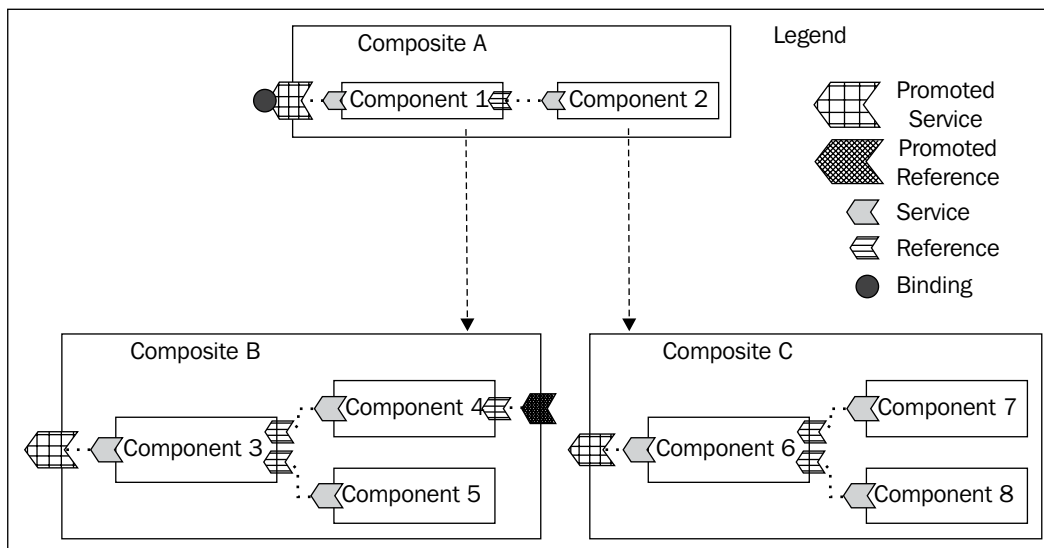 Composite A
Component 1
Component 2
Legend
Promoted
Service
Promoted
Reference
Service
Reference
Binding
Composite B
Component 3
Component 4
Component 5
Composite C
Component 6
Component 7
Component 8